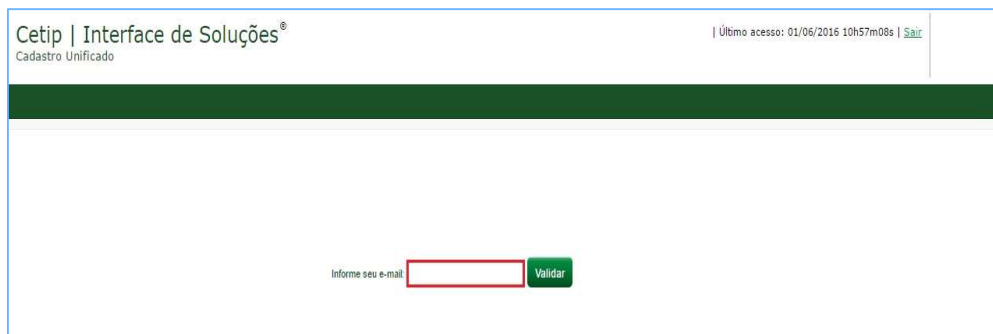 Cetip | Interface de Soluções®
Cadastro Unificado
| Último acesso: 01/06/2016 10h57m08s | Sair
Informe seu e-mail:
Validar